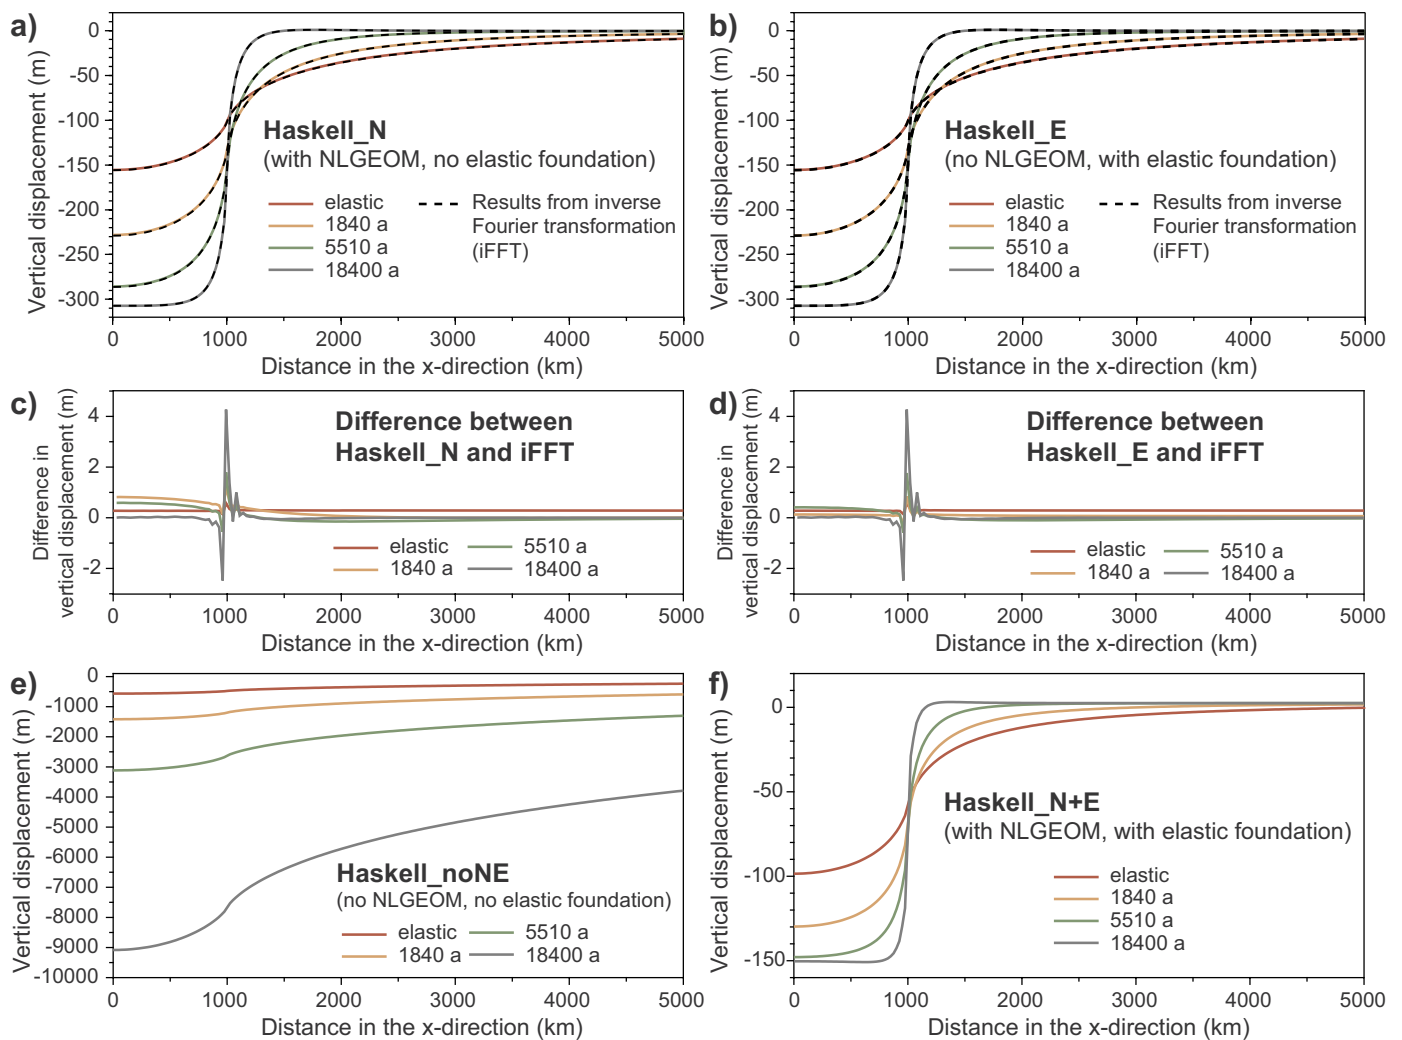 a)
Vertical displacement (m)
0
-50
-100
-150
-200
-250
-300
Haskell_N
(with NLGEOM, no elastic foundation)
elastic
1840 a
5510 a
18400 a
Results from inverse
Fourier transformation
(iFFT)
0 1000 2000 3000 4000 5000
Distance in the x-direction (km)
b)
Vertical displacement (m)
0
-50
-100
-150
-200
-250
-300
Haskell_E
(no NLGEOM, with elastic foundation)
elastic
1840 a
5510 a
18400 a
Results from inverse
Fourier transformation
(iFFT)
0 1000 2000 3000 4000 5000
Distance in the x-direction (km)
c)
Difference in
vertical displacement (m)
4
2
0
-2
Difference between
Haskell_N and iFFT
elastic 5510 a
1840 a 18400 a
0 1000 2000 3000 4000 5000
Distance in the x-direction (km)
d)
Difference in
vertical displacement (m)
4
2
0
-2
Difference between
Haskell_E and iFFT
elastic 5510 a
1840 a 18400 a
0 1000 2000 3000 4000 5000
Distance in the x-direction (km)
e)
Vertical displacement (m)
0
-1000
-2000
-3000
-4000
-5000
-6000
-7000
-8000
-9000
-10000
Haskell_noNE
(no NLGEOM, no elastic foundation)
elastic 5510 a
1840 a 18400 a
0 1000 2000 3000 4000 5000
Distance in the x-direction (km)
f)
Vertical displacement (m)
0
-50
-100
-150
Haskell_N+E
(with NLGEOM, with elastic foundation)
elastic
1840 a
5510 a
18400 a
0 1000 2000 3000 4000 5000
Distance in the x-direction (km)